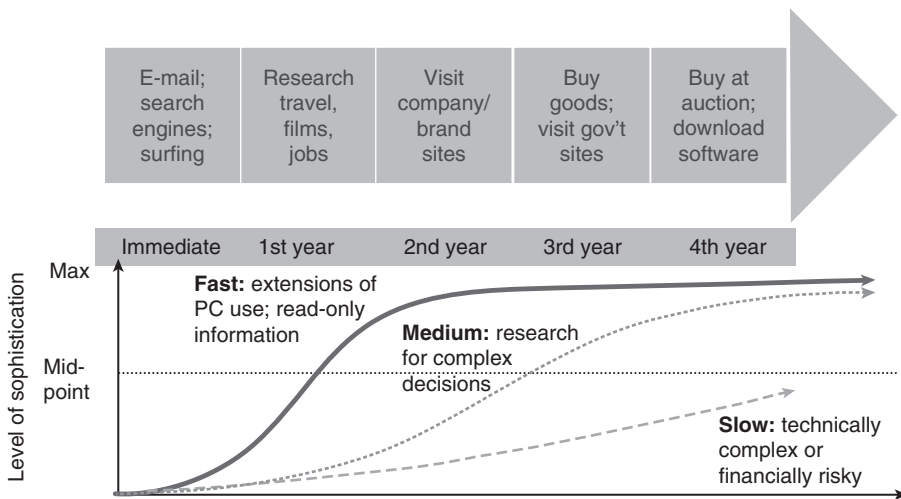 E-mail;
search
engines;
surfing
Research
travel,
films,
jobs
Visit
company/
brand
sites
Buy
goods;
visit gov't
sites
Buy at
auction;
download
software
Immediate
1st year
2nd year
3rd year
4th year
Level of sophistication
Max
Mid-
point
Fast: extensions of
PC use; read-only
information
Medium: research
for complex
decisions
Slow: technically
complex or
financially risky